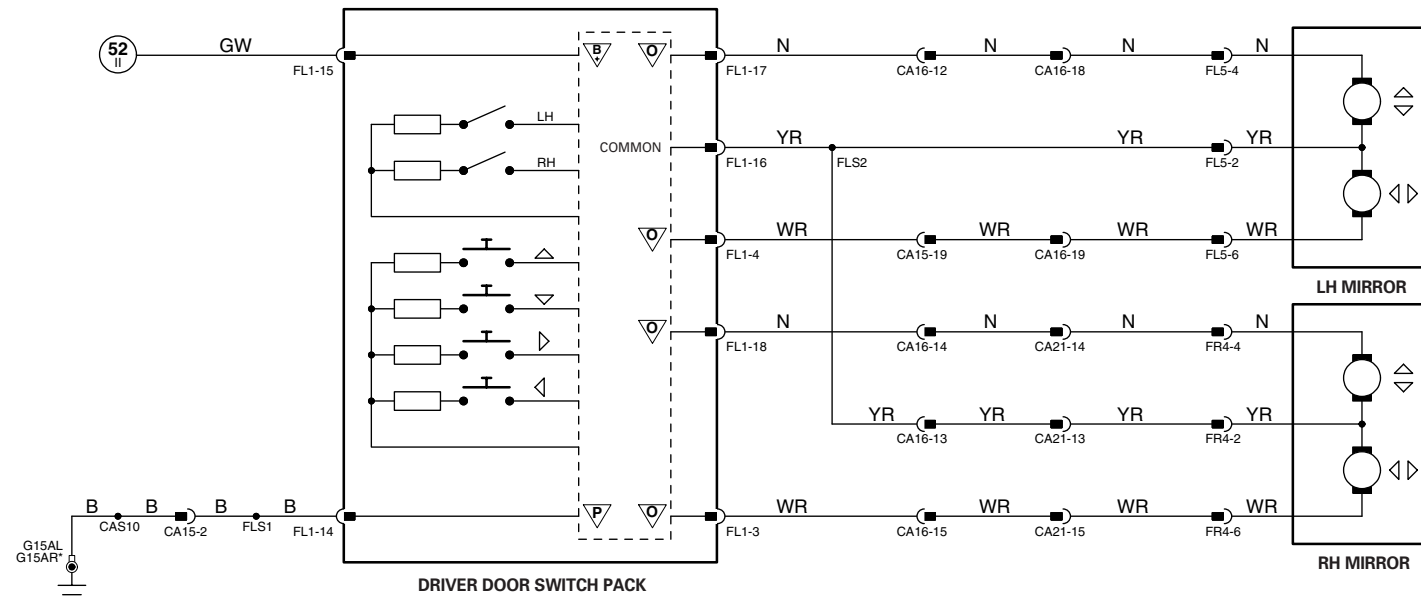 52
II
GW
FL1-15
B
+
O
N
FL1-17
N
CA16-12
N
CA16-18
N
FL5-4
N
LH
RH
COMMON
YR
FL1-16
FLS2
YR
FL5-2
YR
O
WR
FL1-4
WR
CA15-19
WR
CA16-19
WR
FL5-6
WR
LH MIRROR
O
N
FL1-18
N
CA16-14
N
CA21-14
N
FR4-4
N
YR
CA16-13
YR
CA21-13
YR
FR4-2
YR
B
CAS10
B
CA15-2
B
FLS1
B
FL1-14
P
O
WR
FL1-3
WR
CA16-15
WR
CA21-15
WR
FR4-6
WR
G15AL
G15AR*
RH MIRROR
DRIVER DOOR SWITCH PACK